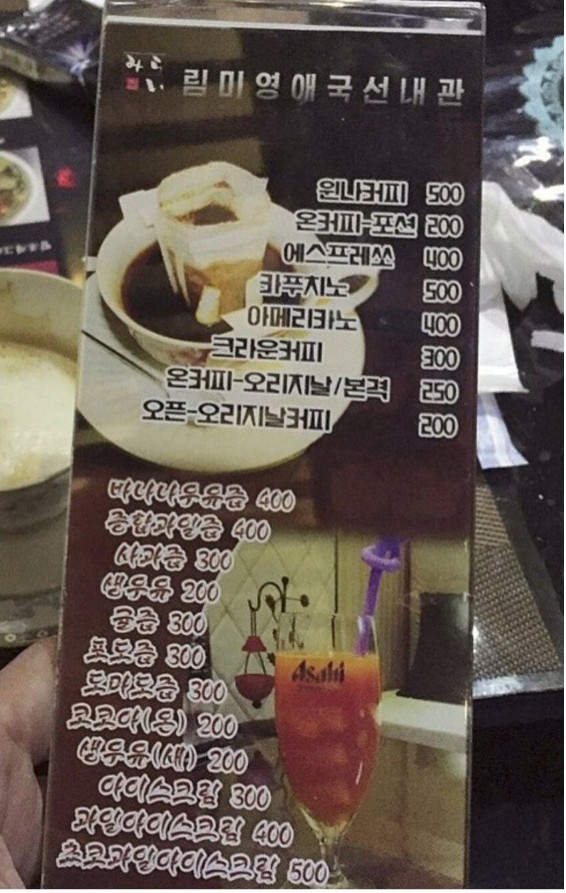 림 미 영 애 국 선 내 관
원나커피 500
온커피-포션 200
에스프레쏘 400
카푸치노 500
아메리카노 400
크라운커피 300
온커피-오리지날/본격 250
오픈-오리지날커피 200
바나나우유즙 400
종합과일즙 400
사과즙 300
생우유 200
귤즙 300
포도즙 300
도마도즙 300
코코아(온) 200
생우유(새) 200
아이스크림 300
과일아이스크림 400
쵸코과일아이스크림 500
Asahi